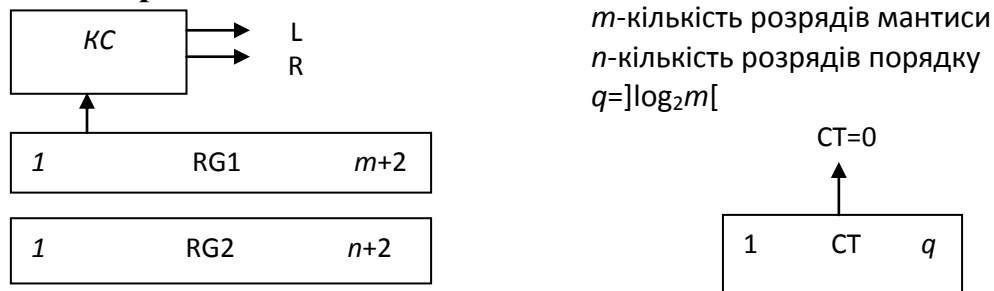 КС
L
R
m-кількість розрядів мантиси
n-кількість розрядів порядку
q=]log₂m[
CT=0
1 RG1 m+2
1 RG2 n+2
1 CT q